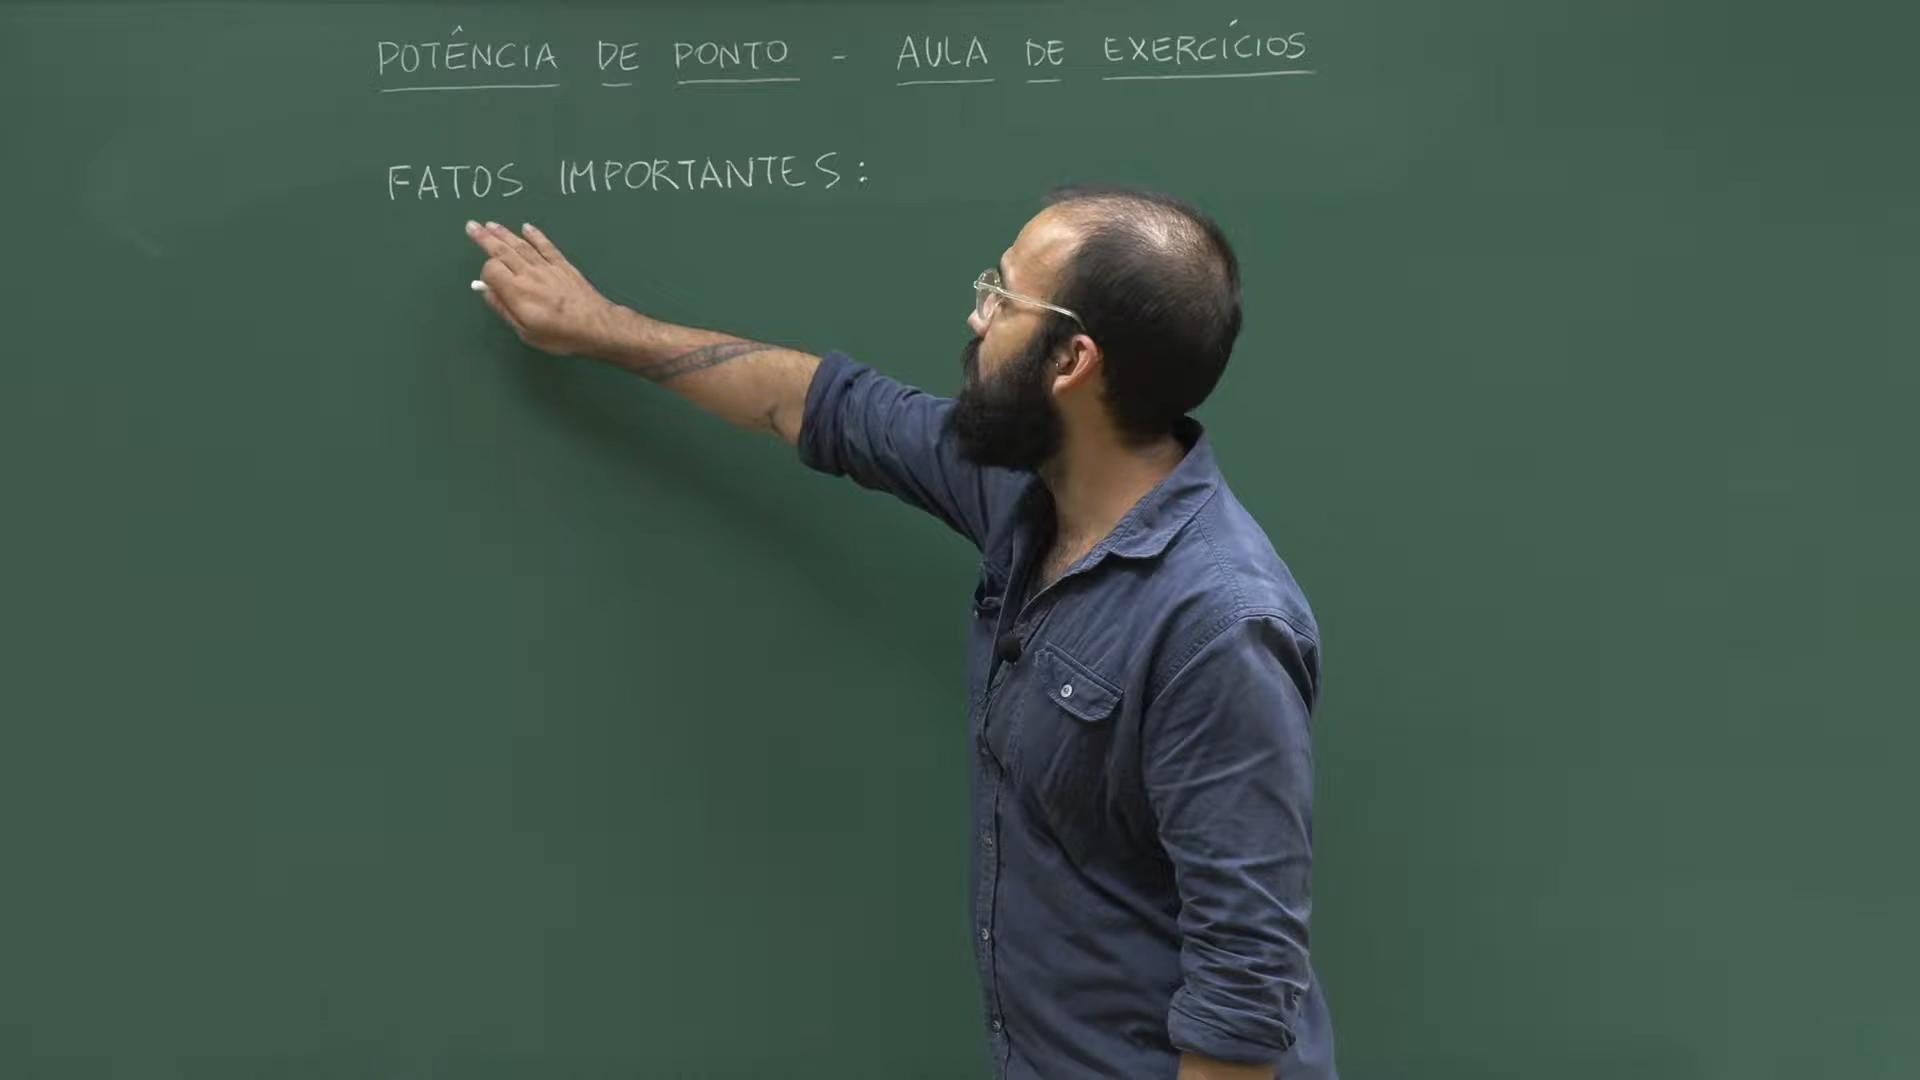 POTÊNCIA DE PONTO - AULA DE EXERCÍCIOS
FATOS IMPORTANTES: